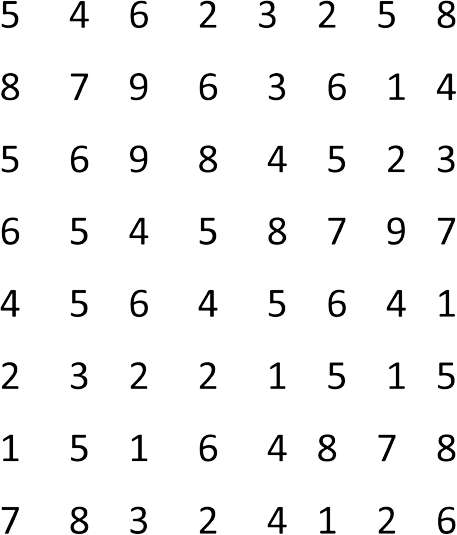 5 4 6 2 3 2 5 8
8 7 9 6 3 6 1 4
5 6 9 8 4 5 2 3
6 5 4 5 8 7 9 7
4 5 6 4 5 6 4 1
2 3 2 2 1 5 1 5
1 5 1 6 4 8 7 8
7 8 3 2 4 1 2 6